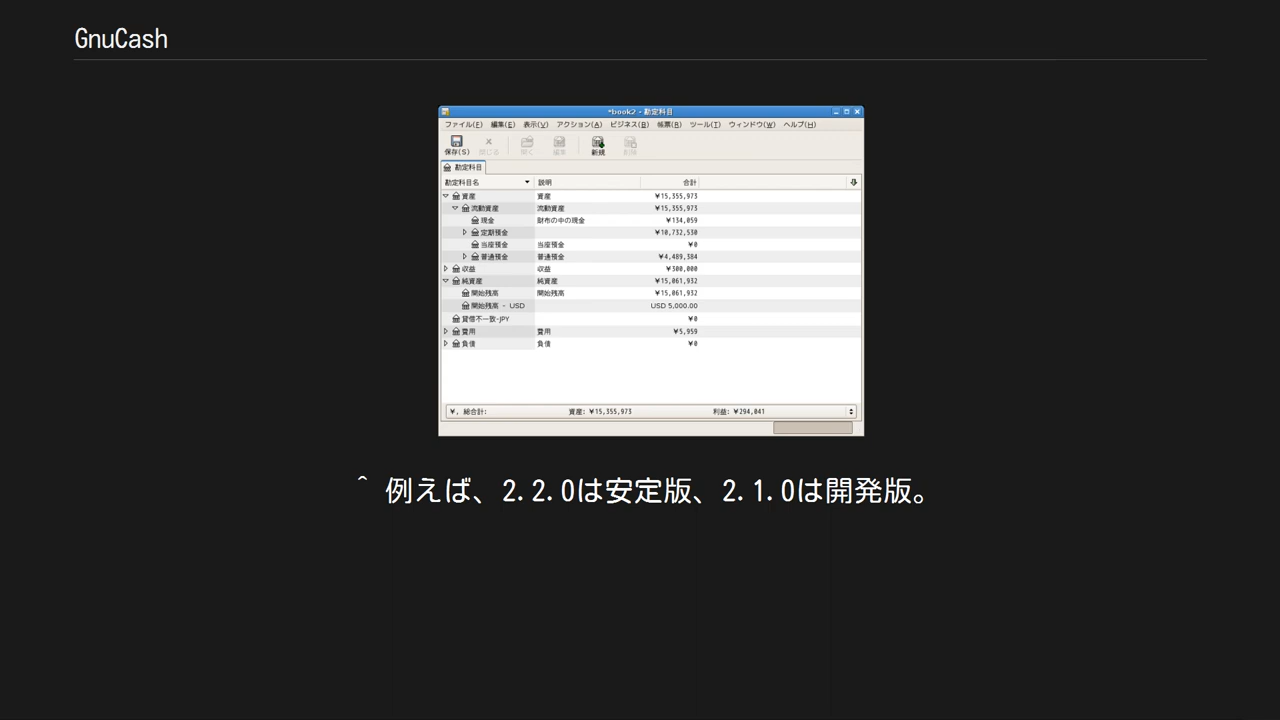 GnuCash
*book2 - 勘定科目
ファイル(F) 編集(E) 表示(V) アクション(A) ビジネス(B) 帳票(R) ツール(T) ウィンドウ(W) ヘルプ(H)
保存(S) 閉じる 開く 編集 新規 削除
勘定科目
勘定科目名 説明 合計
資産 資産 ¥15,355,973
流動資産 流動資産 ¥15,355,973
現金 財布の中の現金 ¥134,059
定期預金 ¥10,732,530
当座預金 当座預金 ¥0
普通預金 普通預金 ¥4,489,384
収益 収益 ¥300,000
純資産 純資産 ¥15,061,932
開始残高 開始残高 ¥15,061,932
開始残高 - USD USD 5,000.00
貸借不一致-JPY ¥0
費用 費用 ¥5,959
負債 負債 ¥0
¥, 総合計: 資産: ¥15,355,973 利益: ¥294,041
^ 例えば、2.2.0は安定版、2.1.0は開発版。